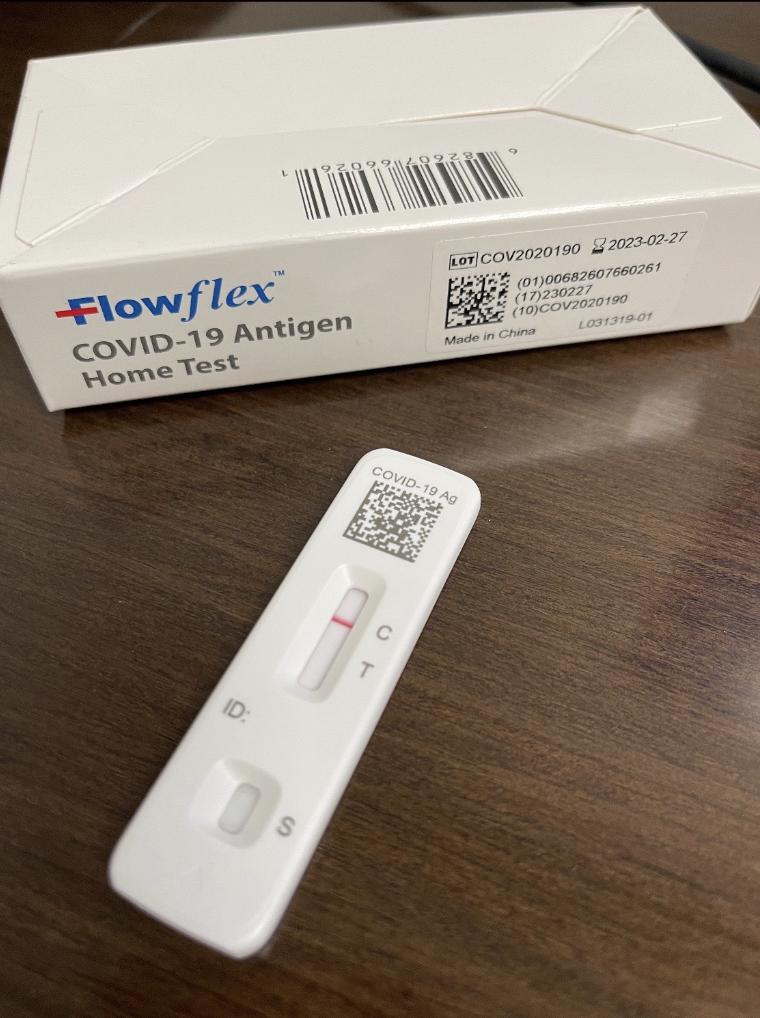 6 82607 66026 1
Flowflex™
COVID-19 Antigen
Home Test
LOT COV2020190 2023-02-27
(01)00682607660261
(17)230227
(10)COV2020190
Made in China L031319-01
COVID-19 Ag
C
T
ID:
S